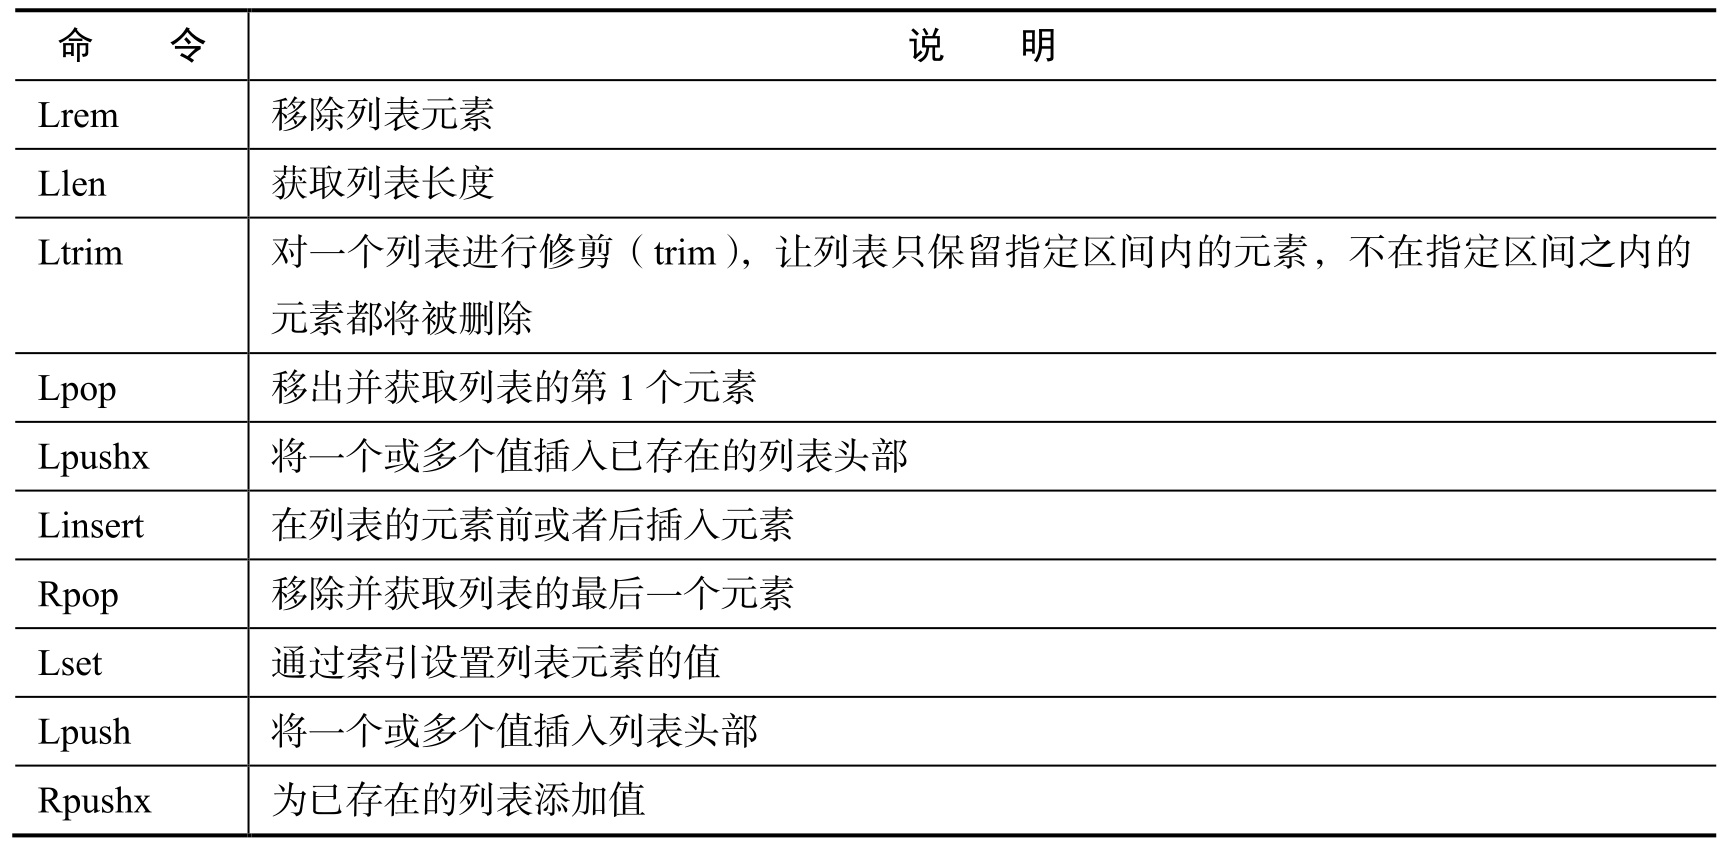 命 令 说 明
Lrem 移除列表元素
Llen 获取列表长度
Ltrim 对一个列表进行修剪（trim），让列表只保留指定区间内的元素，不在指定区间之内的
元素都将被删除
Lpop 移出并获取列表的第 1 个元素
Lpushx 将一个或多个值插入已存在的列表头部
Linsert 在列表的元素前或者后插入元素
Rpop 移除并获取列表的最后一个元素
Lset 通过索引设置列表元素的值
Lpush 将一个或多个值插入列表头部
Rpushx 为已存在的列表添加值